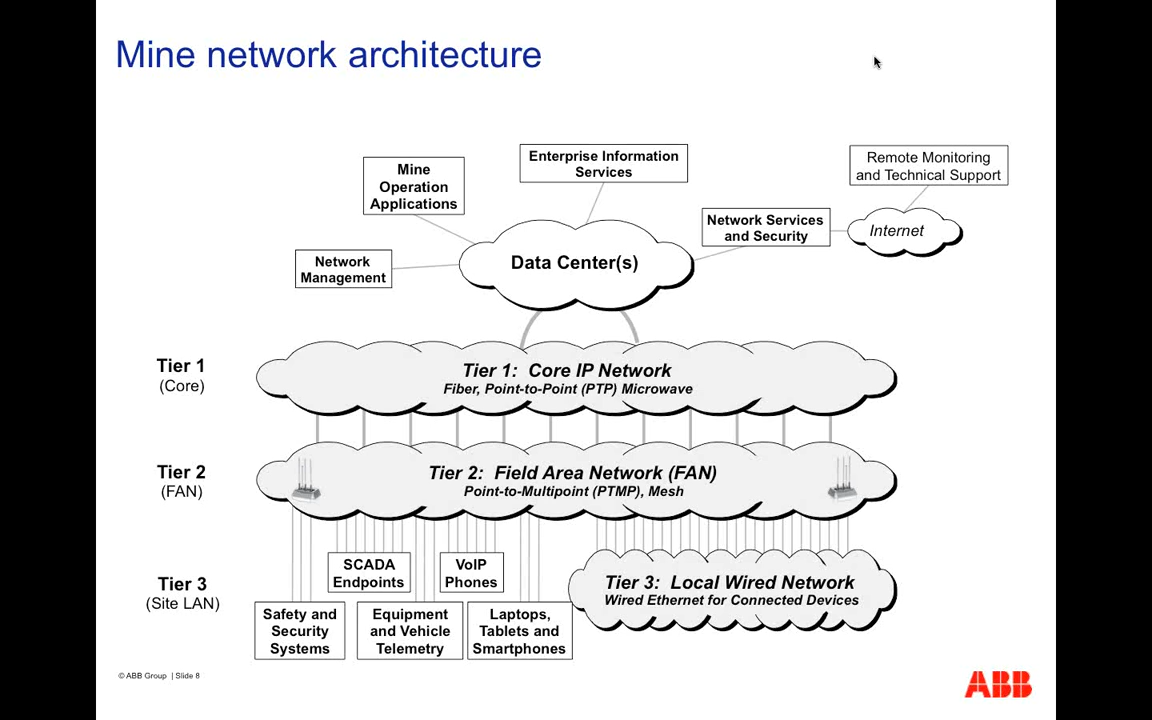 Mine network architecture
Enterprise Information
Services
Mine
Operation
Applications
Remote Monitoring
and Technical Support
Network Services
and Security
Internet
Network
Management
Data Center(s)
Tier 1
(Core)
Tier 1: Core IP Network
Fiber, Point-to-Point (PTP) Microwave
Tier 2
(FAN)
Tier 2: Field Area Network (FAN)
Point-to-Multipoint (PTMP), Mesh
Tier 3
(Site LAN)
SCADA
Endpoints
VoIP
Phones
Tier 3: Local Wired Network
Wired Ethernet for Connected Devices
Safety and
Security
Systems
Equipment
and Vehicle
Telemetry
Laptops,
Tablets and
Smartphones
© ABB Group | Slide 8
ABB